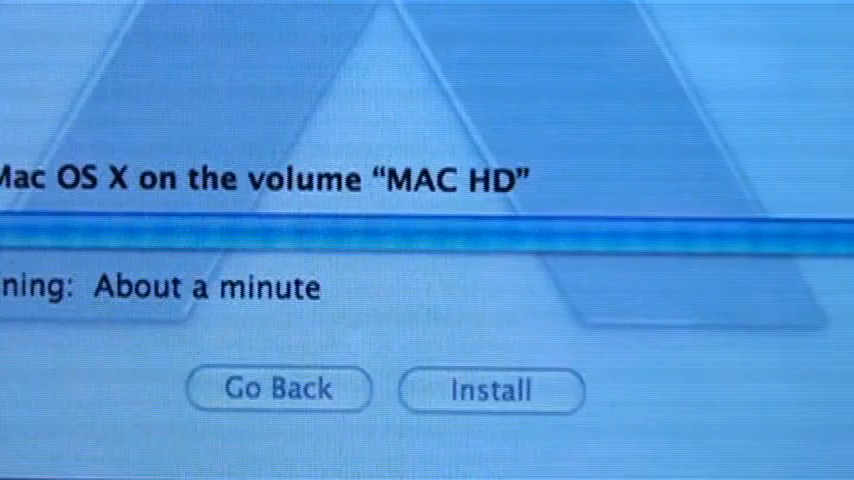 Mac OS X on the volume “MAC HD”
ning: About a minute
Go Back
Install